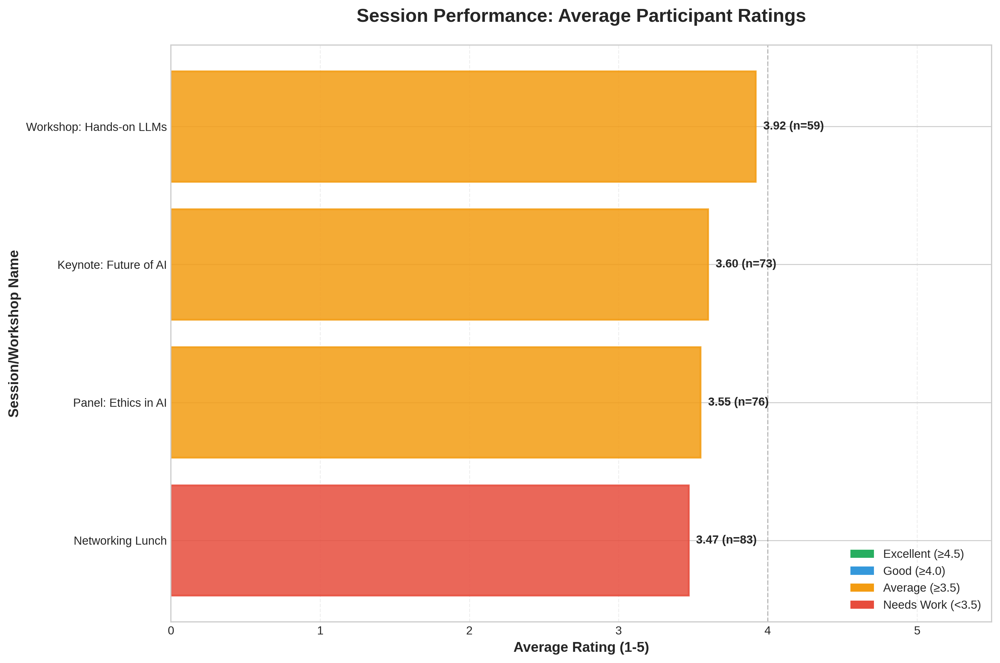 Session Performance: Average Participant Ratings
Session/Workshop Name
Workshop: Hands-on LLMs
3.92 (n=59)
Keynote: Future of AI
3.60 (n=73)
Panel: Ethics in AI
3.55 (n=76)
Networking Lunch
3.47 (n=83)
Excellent (≥4.5)
Good (≥4.0)
Average (≥3.5)
Needs Work (<3.5)
0 1 2 3 4 5
Average Rating (1-5)